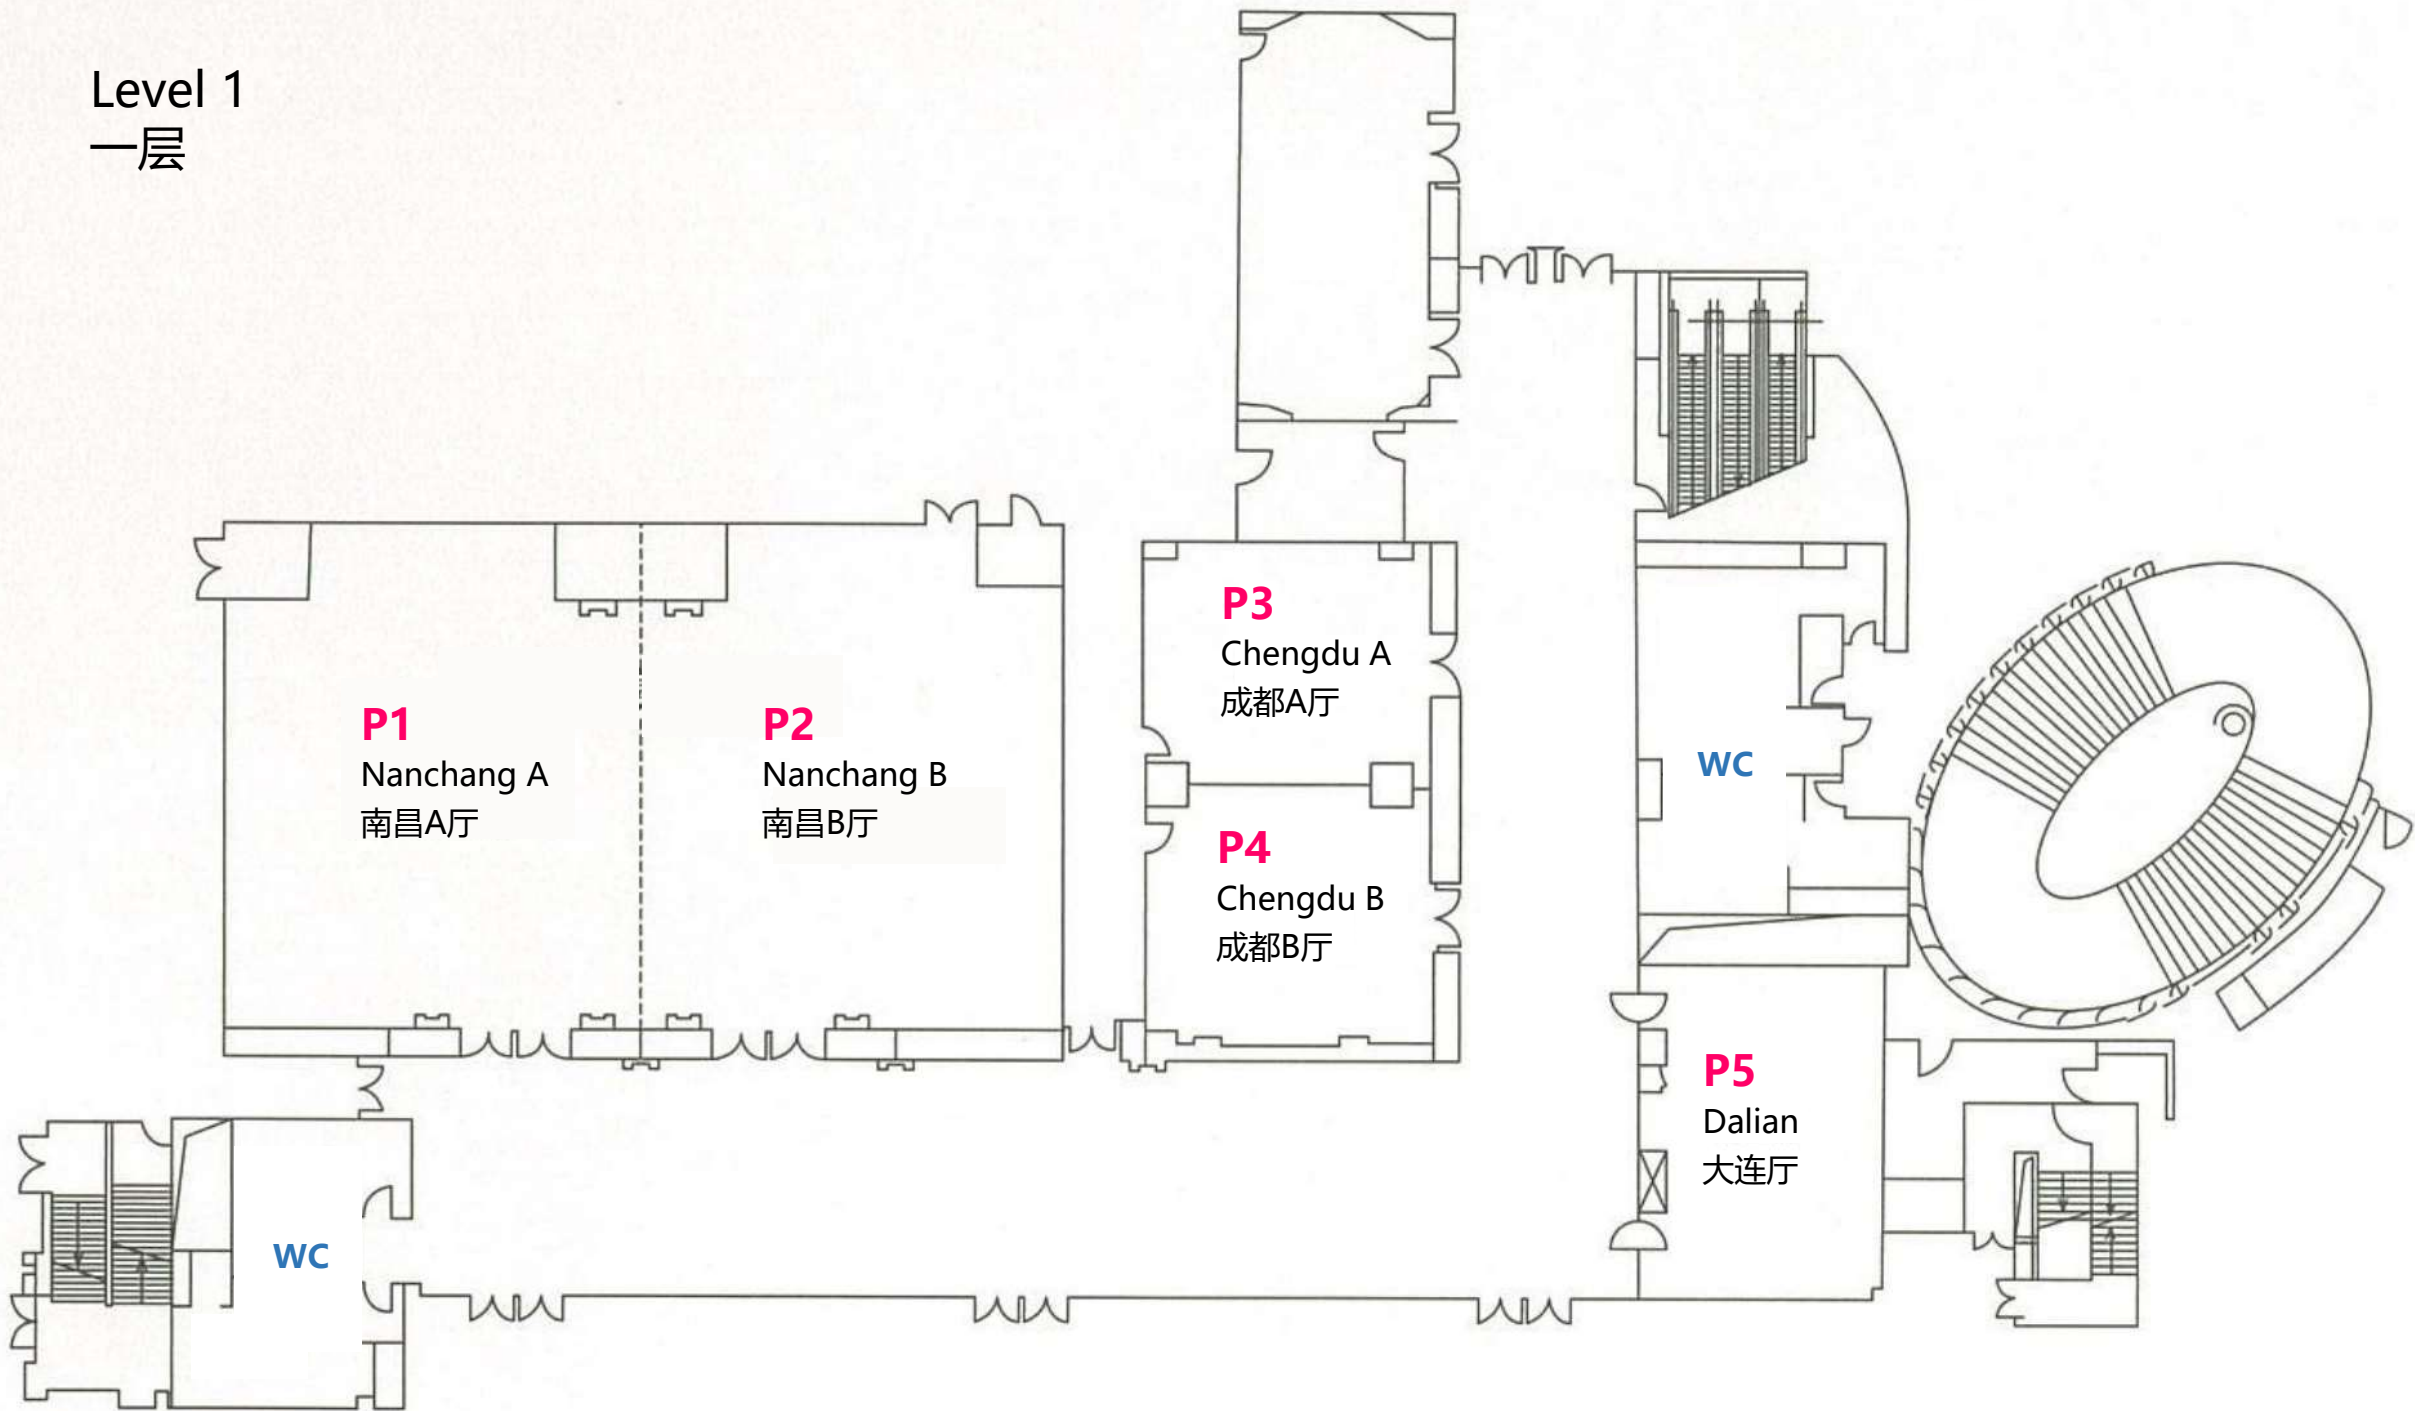 Level 1
一层
P1
Nanchang A
南昌A厅
P2
Nanchang B
南昌B厅
P3
Chengdu A
成都A厅
P4
Chengdu B
成都B厅
WC
P5
Dalian
大连厅
WC